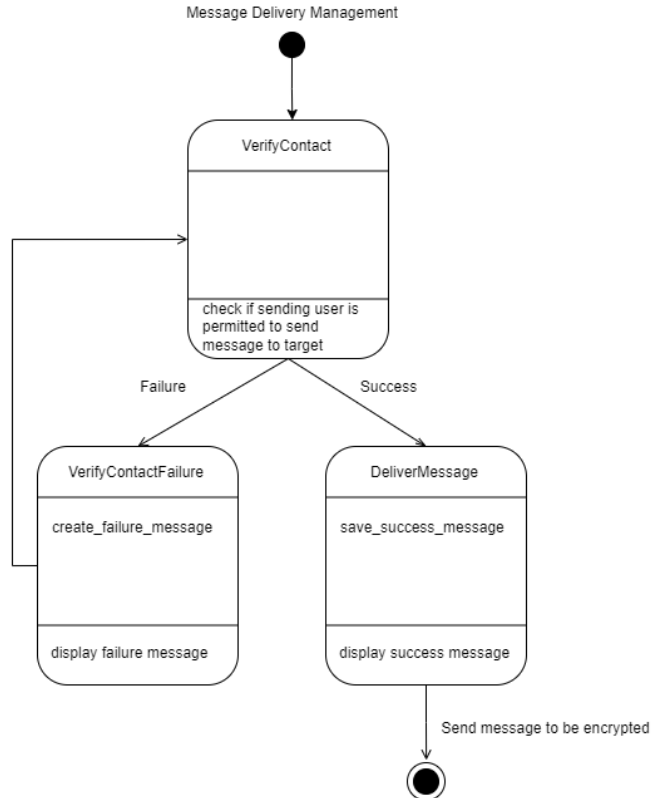 Message Delivery Management
VerifyContact
check if sending user is
permitted to send
message to target
Failure
Success
VerifyContactFailure
create_failure_message
display failure message
DeliverMessage
save_success_message
display success message
Send message to be encrypted